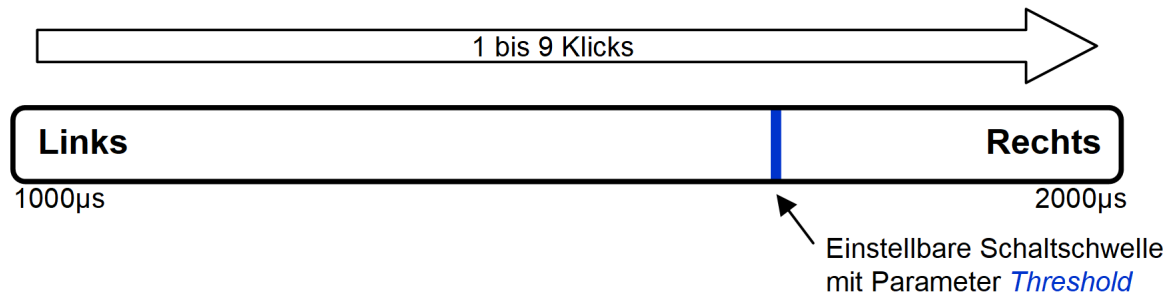 1 bis 9 Klicks
Links
Rechts
1000µs
2000µs
Einstellbare Schaltschwelle
mit Parameter Threshold